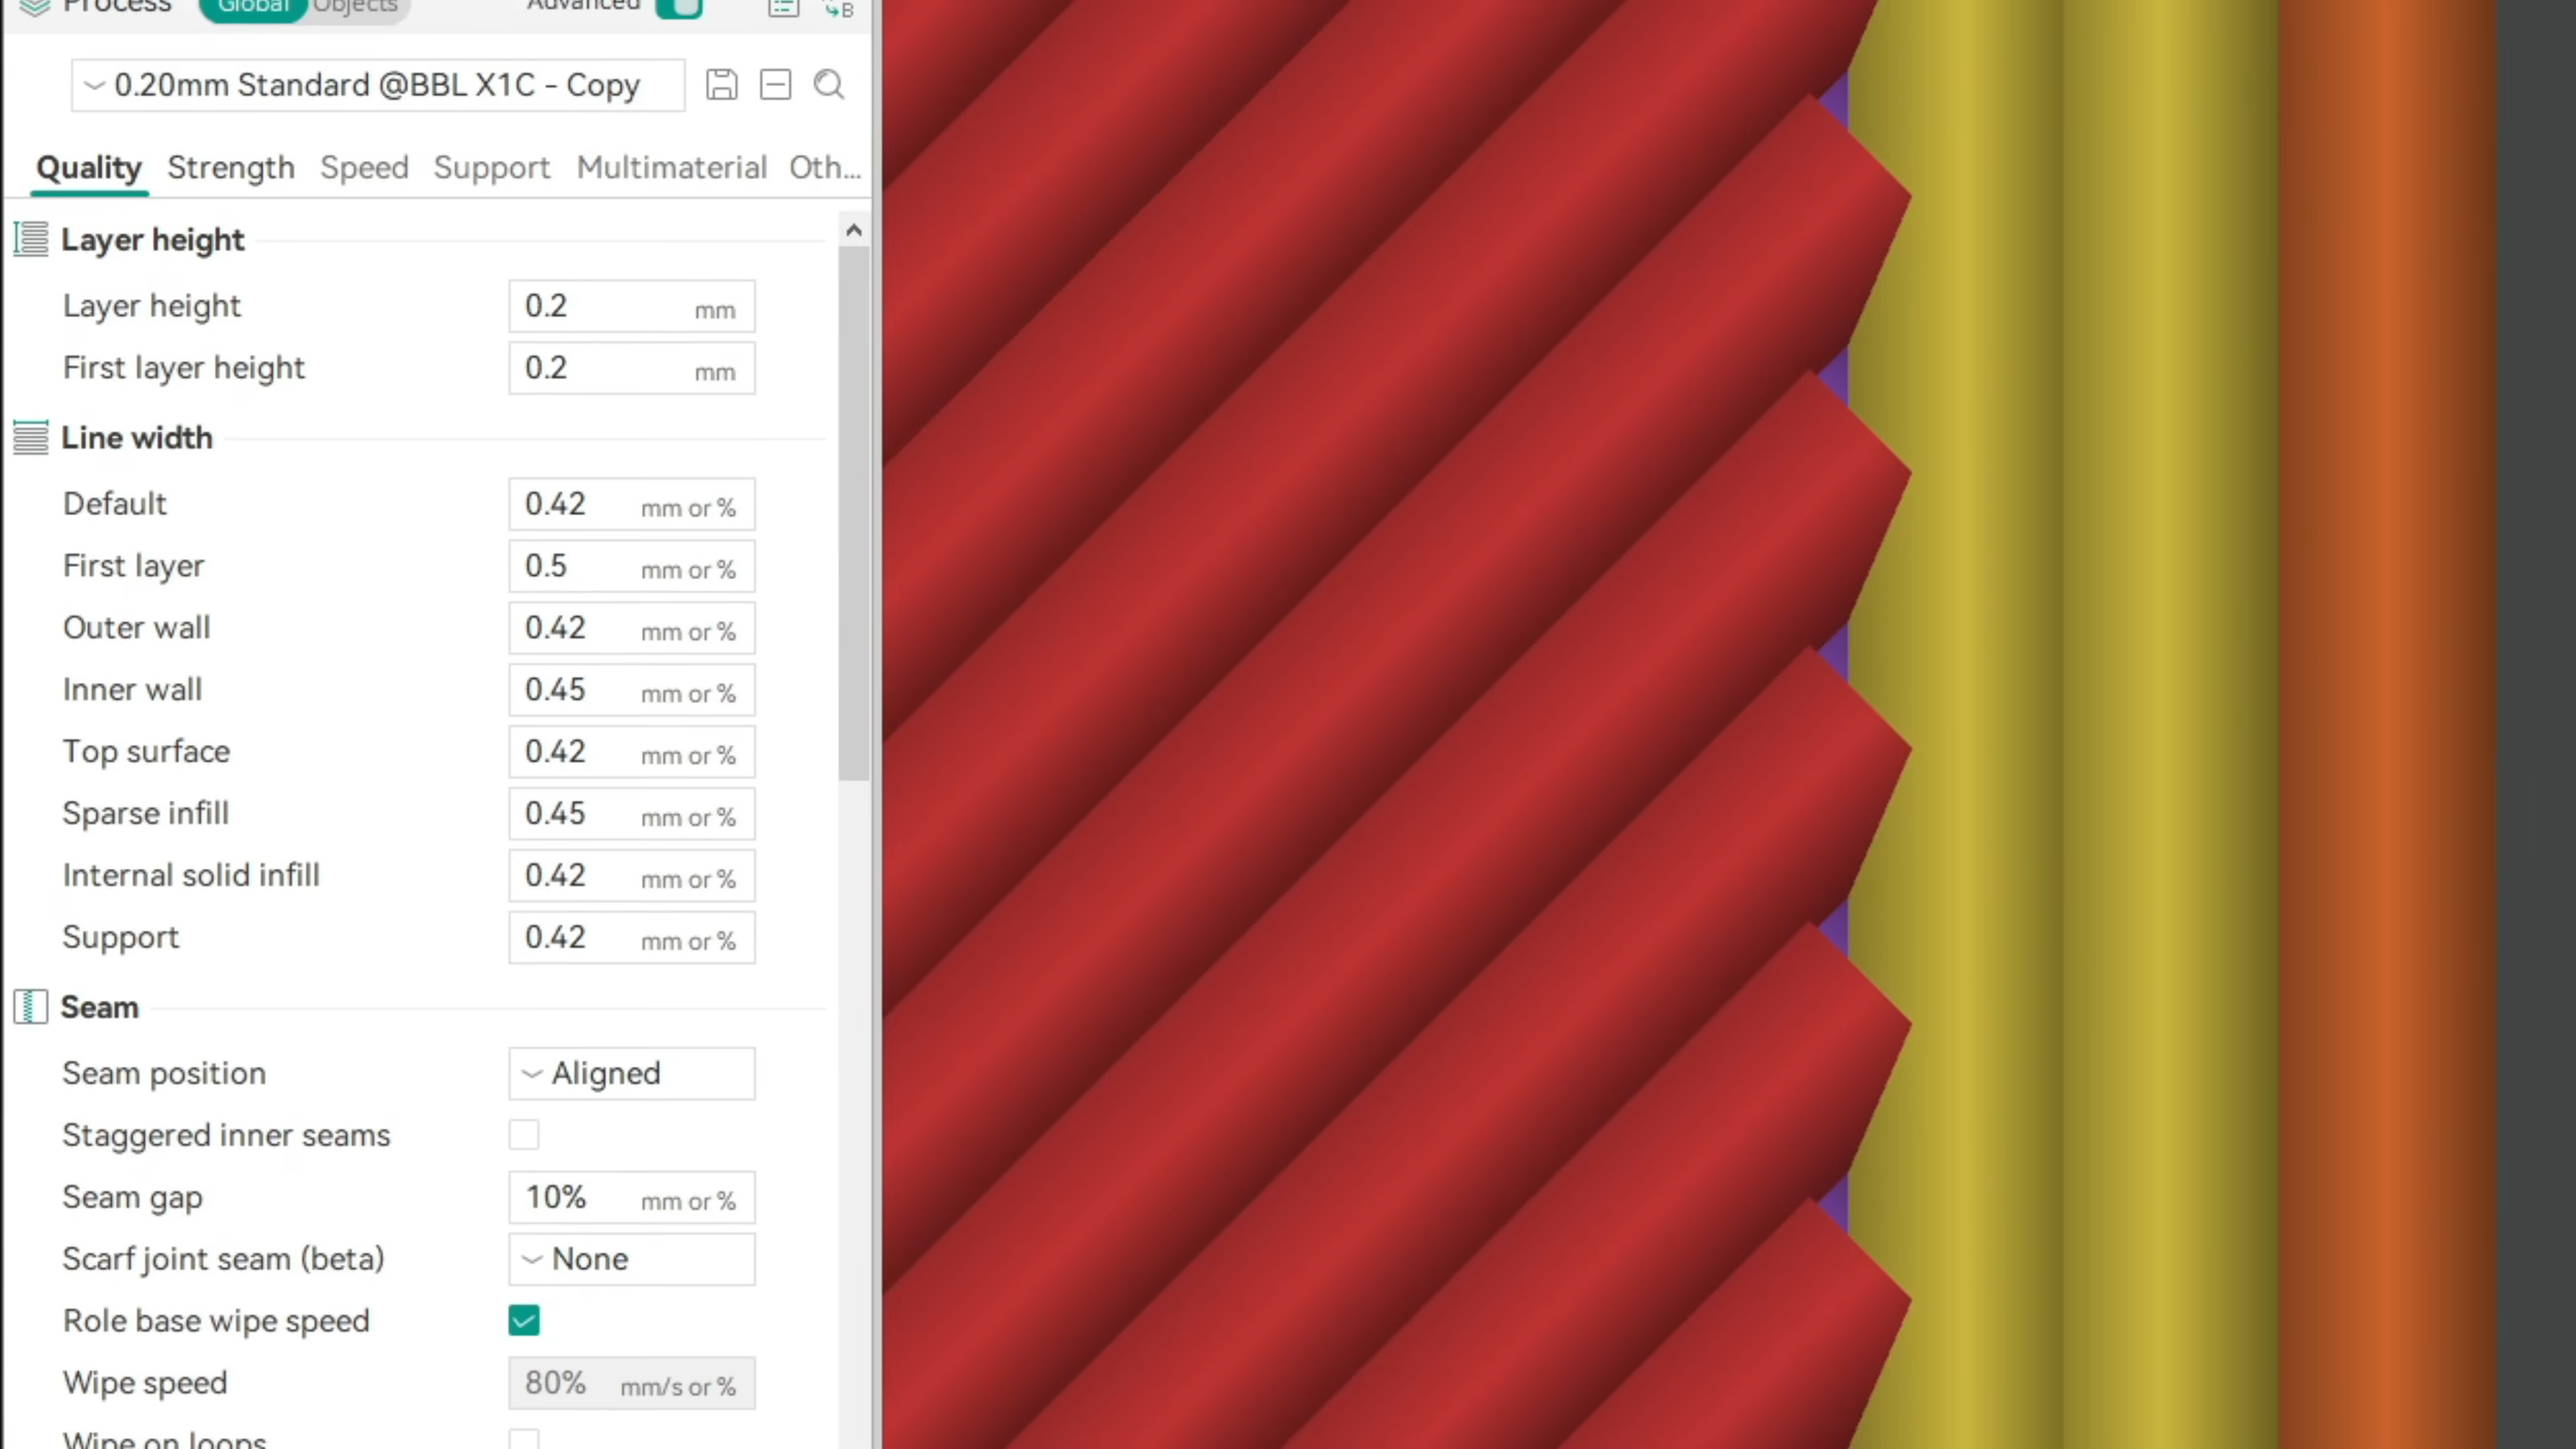 Process Global Objects Advanced
0.20mm Standard @BBL X1C - Copy
Quality Strength Speed Support Multimaterial Oth...
Layer height
Layer height 0.2 mm
First layer height 0.2 mm
Line width
Default 0.42 mm or %
First layer 0.5 mm or %
Outer wall 0.42 mm or %
Inner wall 0.45 mm or %
Top surface 0.42 mm or %
Sparse infill 0.45 mm or %
Internal solid infill 0.42 mm or %
Support 0.42 mm or %
Seam
Seam position Aligned
Staggered inner seams
Seam gap 10% mm or %
Scarf joint seam (beta) None
Role base wipe speed
Wipe speed 80% mm/s or %
Wipe on loops